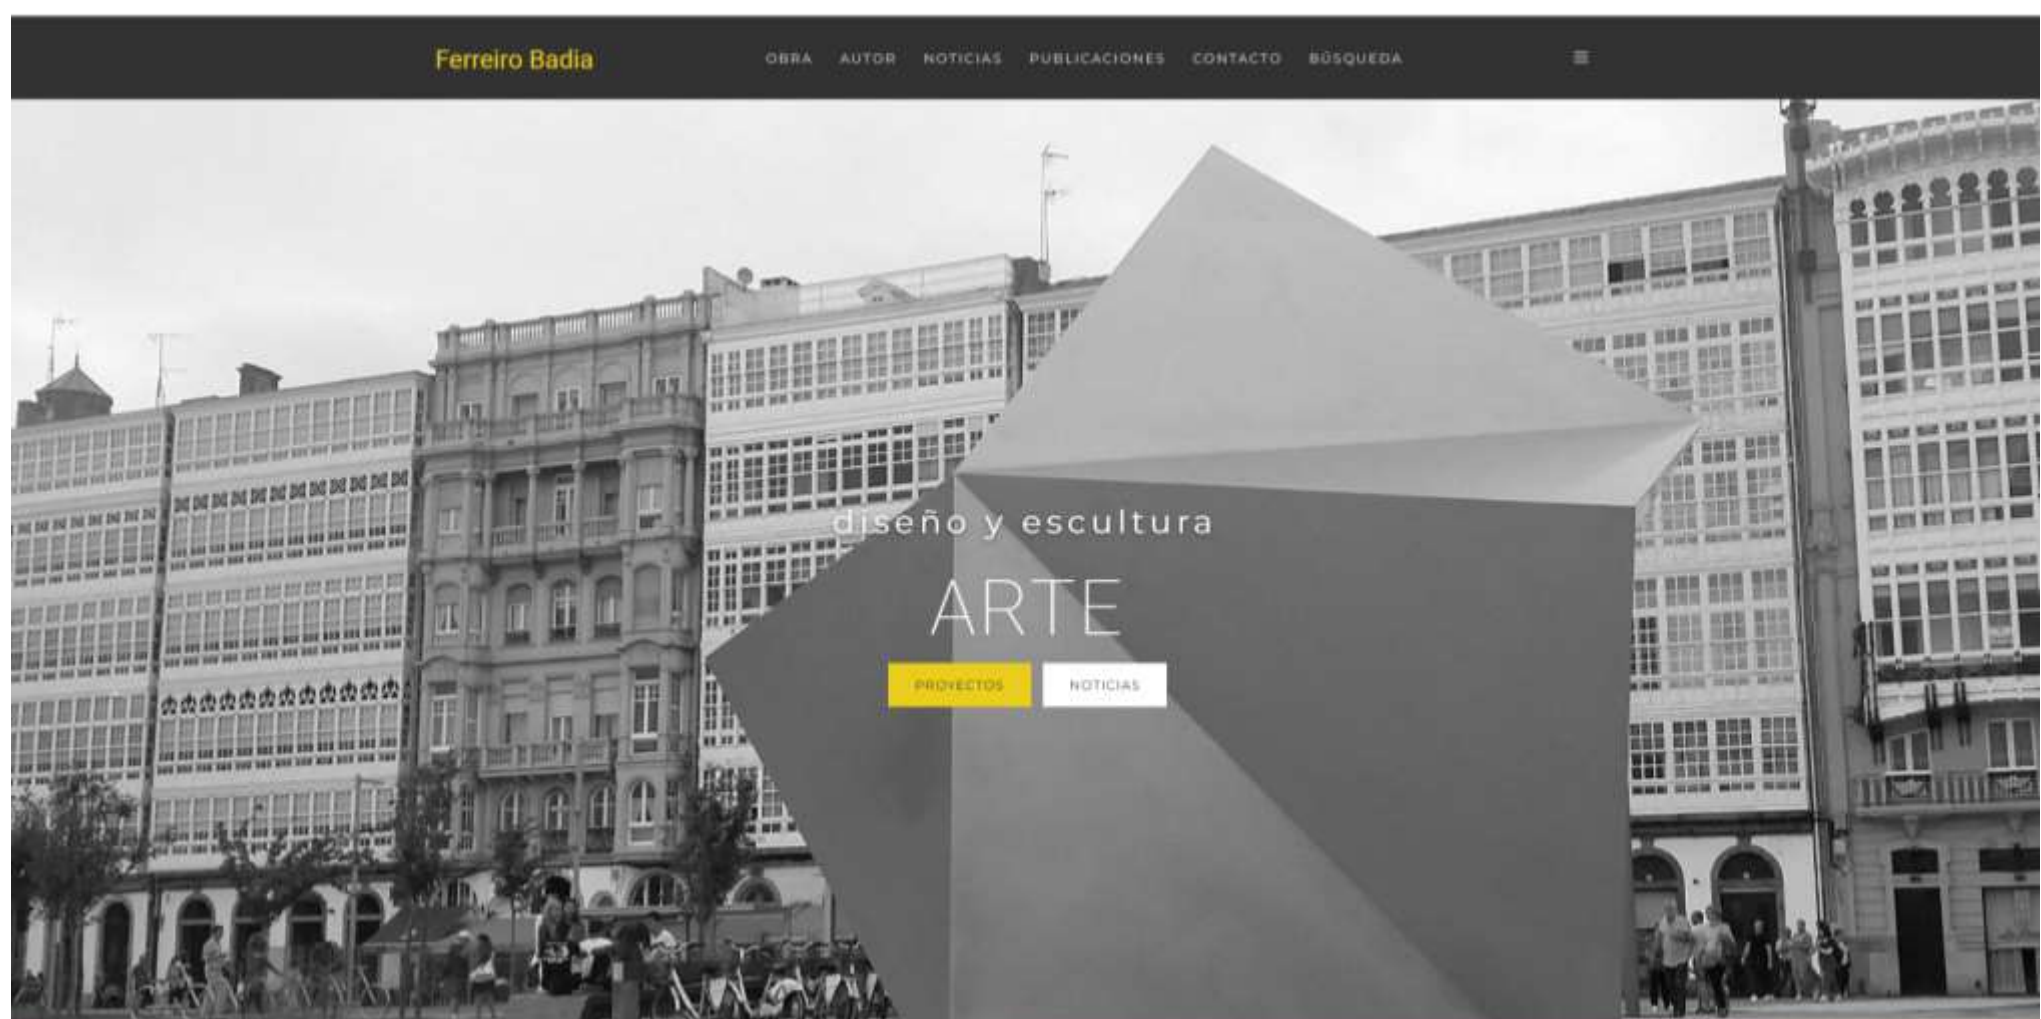 Ferreiro Badia
OBRA AUTOR NOTICIAS PUBLICACIONES CONTACTO BÚSQUEDA
diseño y escultura
ARTE
PROYECTOS NOTICIAS